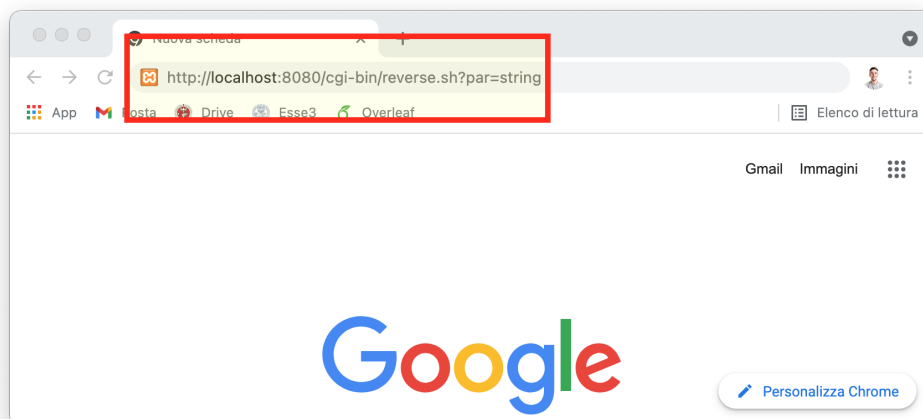 Nuova scheda
http://localhost:8080/cgi-bin/reverse.sh?par=string
App Posta Drive Esse3 Overleaf Elenco di lettura
Gmail Immagini
Google
Personalizza Chrome